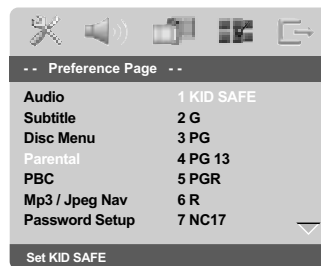 - - Preference Page - -
Audio 1 KID SAFE
Subtitle 2 G
Disc Menu 3 PG
Parental 4 PG 13
PBC 5 PGR
Mp3 / Jpeg Nav 6 R
Password Setup 7 NC17
Set KID SAFE